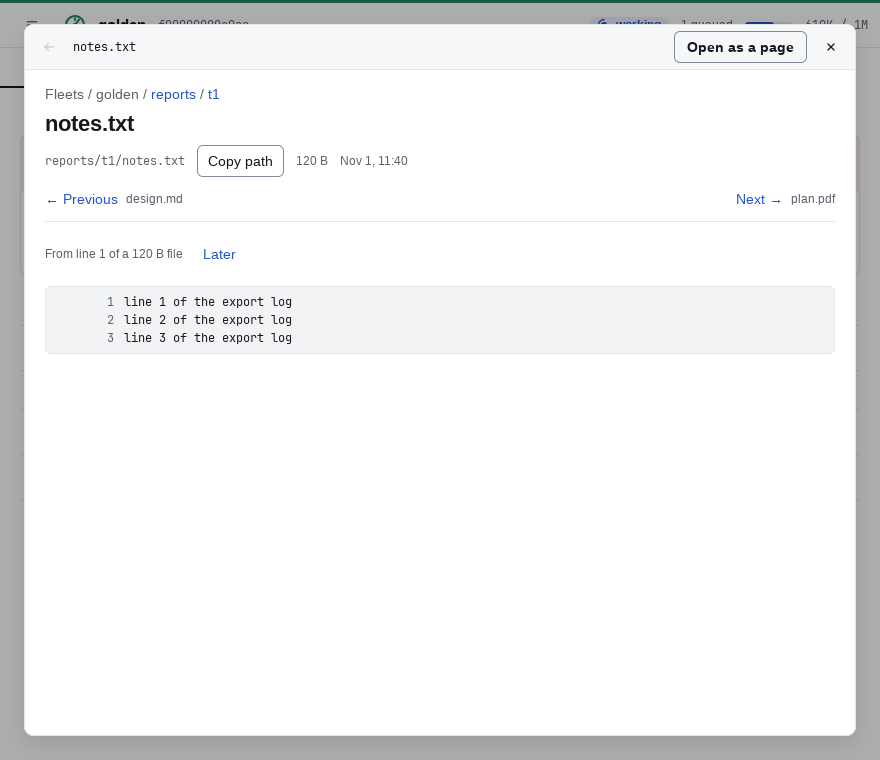 notes.txt
Open as a page
×
Fleets / golden / reports / t1
notes.txt
reports/t1/notes.txt Copy path 120 B Nov 1, 11:40
← Previous design.md Next → plan.pdf
From line 1 of a 120 B file Later
1 line 1 of the export log
2 line 2 of the export log
3 line 3 of the export log